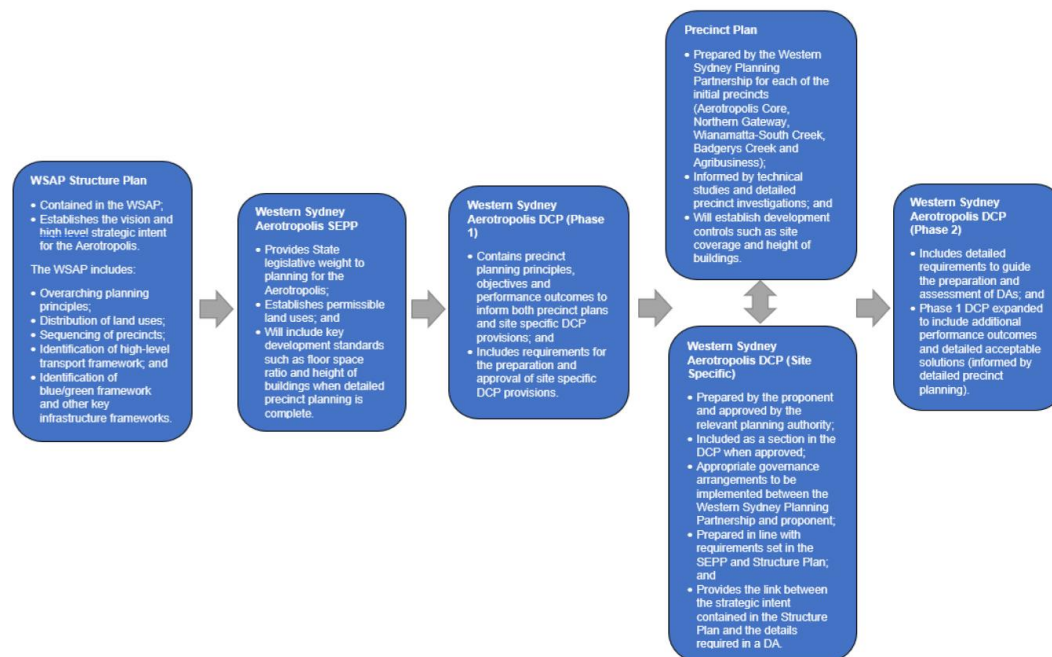 WSAP Structure Plan
• Contained in the WSAP;
• Establishes the vision and
high level strategic intent
for the Aerotropolis.
The WSAP includes:
• Overarching planning
principles;
• Distribution of land uses;
• Sequencing of precincts;
• Identification of high-level
transport framework; and
• Identification of
blue/green framework
and other key
infrastructure frameworks.
Western Sydney
Aerotropolis SEPP
• Provides State
legislative weight to
planning for the
Aerotropolis;
• Establishes permissible
land uses; and
• Will include key
development standards
such as floor space
ratio and height of
buildings when detailed
precinct planning is
complete.
Western Sydney
Aerotropolis DCP (Phase
1)
• Contains precinct
planning principles,
objectives and
performance outcomes to
inform both precinct plans
and site specific DCP
provisions; and
• Includes requirements for
the preparation and
approval of site specific
DCP provisions.
Precinct Plan
• Prepared by the Western
Sydney Planning
Partnership for each of the
initial precincts
(Aerotropolis Core,
Northern Gateway,
Wianamatta-South Creek,
Badgerys Creek and
Agribusiness);
• Informed by technical
studies and detailed
precinct investigations; and
• Will establish development
controls such as site
coverage and height of
buildings.
Western Sydney
Aerotropolis DCP (Site
Specific)
• Prepared by the proponent
and approved by the
relevant planning authority;
• Included as a section in the
DCP when approved;
• Appropriate governance
arrangements to be
implemented between the
Western Sydney Planning
Partnership and proponent;
• Prepared in line with
requirements set in the
SEPP and Structure Plan;
and
• Provides the link between
the strategic intent
contained in the Structure
Plan and the details
required in a DA.
Western Sydney
Aerotropolis DCP
(Phase 2)
• Includes detailed
requirements to guide
the preparation and
assessment of DAs; and
• Phase 1 DCP expanded
to include additional
performance outcomes
and detailed acceptable
solutions (informed by
detailed precinct
planning).